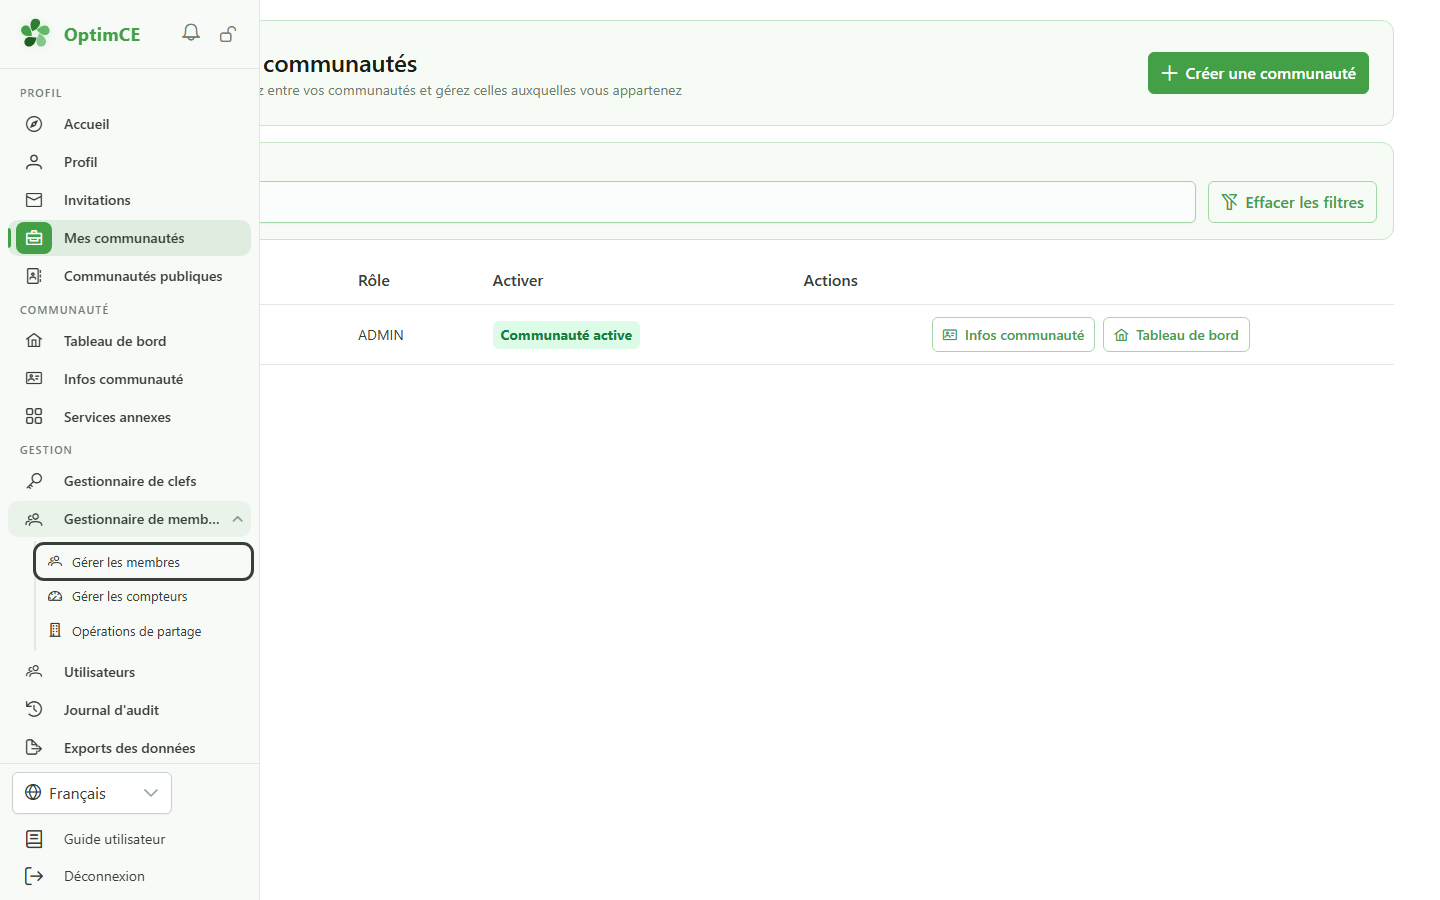 OptimCE
PROFIL
Accueil
Profil
Invitations
Mes communautés
Communautés publiques
COMMUNAUTÉ
Tableau de bord
Infos communauté
Services annexes
GESTION
Gestionnaire de clefs
Gestionnaire de memb...
Gérer les membres
Gérer les compteurs
Opérations de partage
Utilisateurs
Journal d'audit
Exports des données
Français
Guide utilisateur
Déconnexion
communautés
entre vos communautés et gérez celles auxquelles vous appartenez
Créer une communauté
Effacer les filtres
Rôle Activer Actions
ADMIN Communauté active Infos communauté Tableau de bord